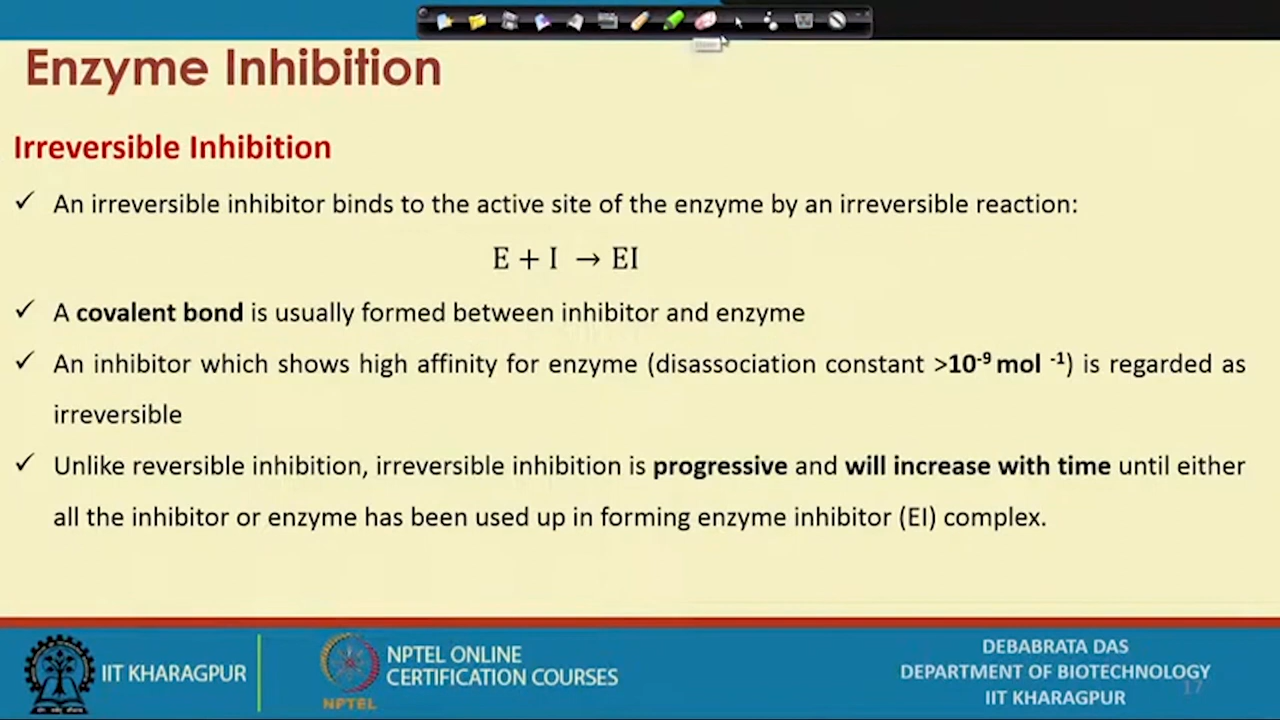 Enzyme Inhibition
Irreversible Inhibition
✓ An irreversible inhibitor binds to the active site of the enzyme by an irreversible reaction:
E + I → EI
✓ A covalent bond is usually formed between inhibitor and enzyme
✓ An inhibitor which shows high affinity for enzyme (disassociation constant >10⁻⁹ mol ⁻¹) is regarded as
irreversible
✓ Unlike reversible inhibition, irreversible inhibition is progressive and will increase with time until either
all the inhibitor or enzyme has been used up in forming enzyme inhibitor (EI) complex.
IIT KHARAGPUR
NPTEL
NPTEL ONLINE
CERTIFICATION COURSES
DEBABRATA DAS
DEPARTMENT OF BIOTECHNOLOGY
IIT KHARAGPUR
17